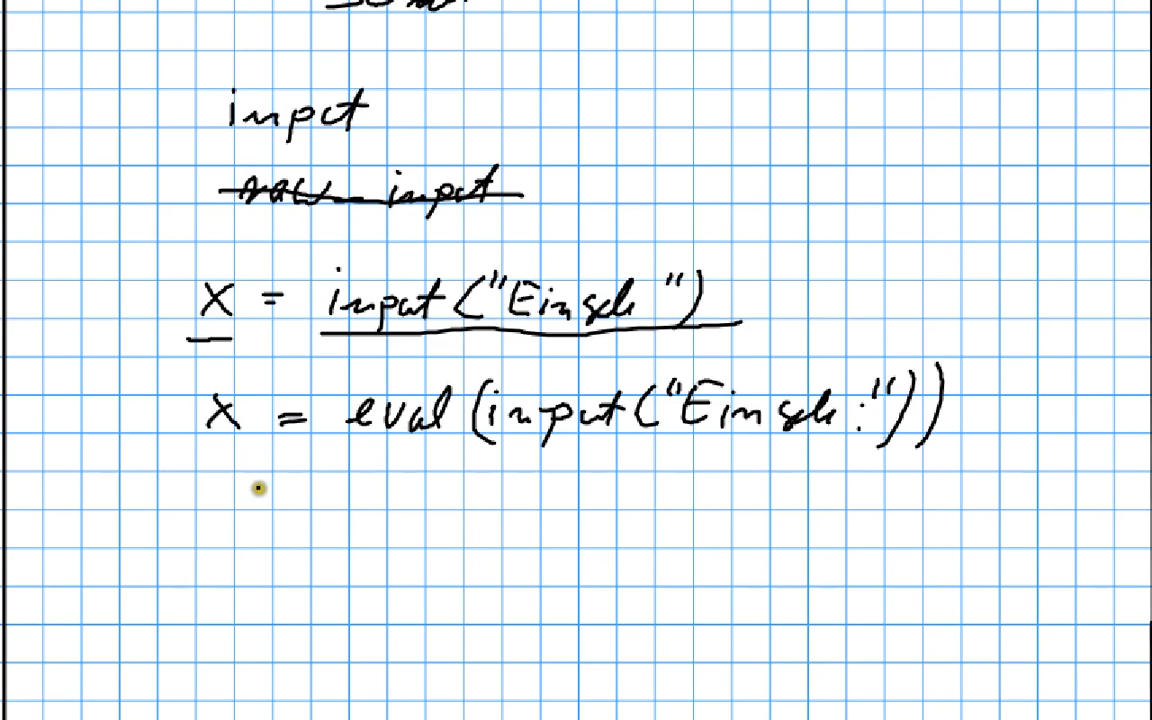 input
raw_input
X = input("Eingabe ")
X = eval(input("Eingabe:"))